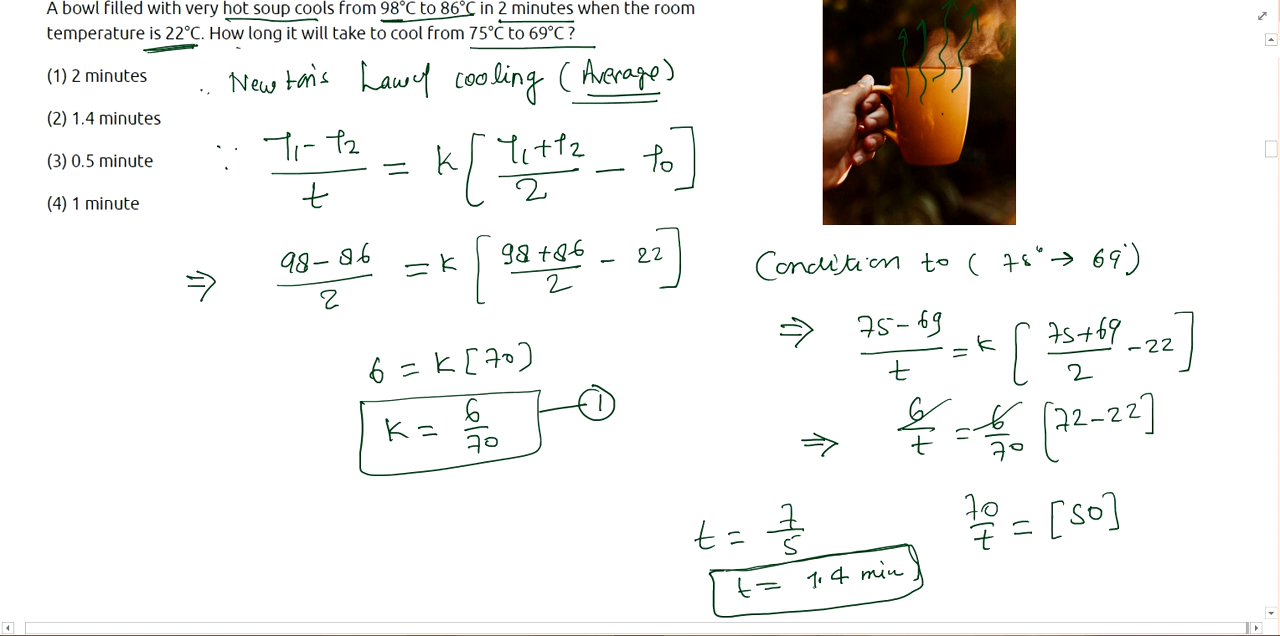 A bowl filled with very hot soup cools from 98°C to 86°C in 2 minutes when the room
temperature is 22°C. How long it will take to cool from 75°C to 69°C ?
(1) 2 minutes
(2) 1.4 minutes
(3) 0.5 minute
(4) 1 minute
∴ Newton's Law of cooling (Average)
∵ T1 - T2 / t = K [ T1 + T2 / 2 - T0 ]
⇒ 98 - 86 / 2 = K [ 98 + 86 / 2 - 22 ]
6 = K [70]
K = 6/70 — 1
Condition to ( 75° → 69° )
⇒ 75 - 69 / t = K [ 75 + 69 / 2 - 22 ]
⇒ 6/t = 6/70 [72 - 22]
70/t = [50]
t = 7/5
t = 1.4 min